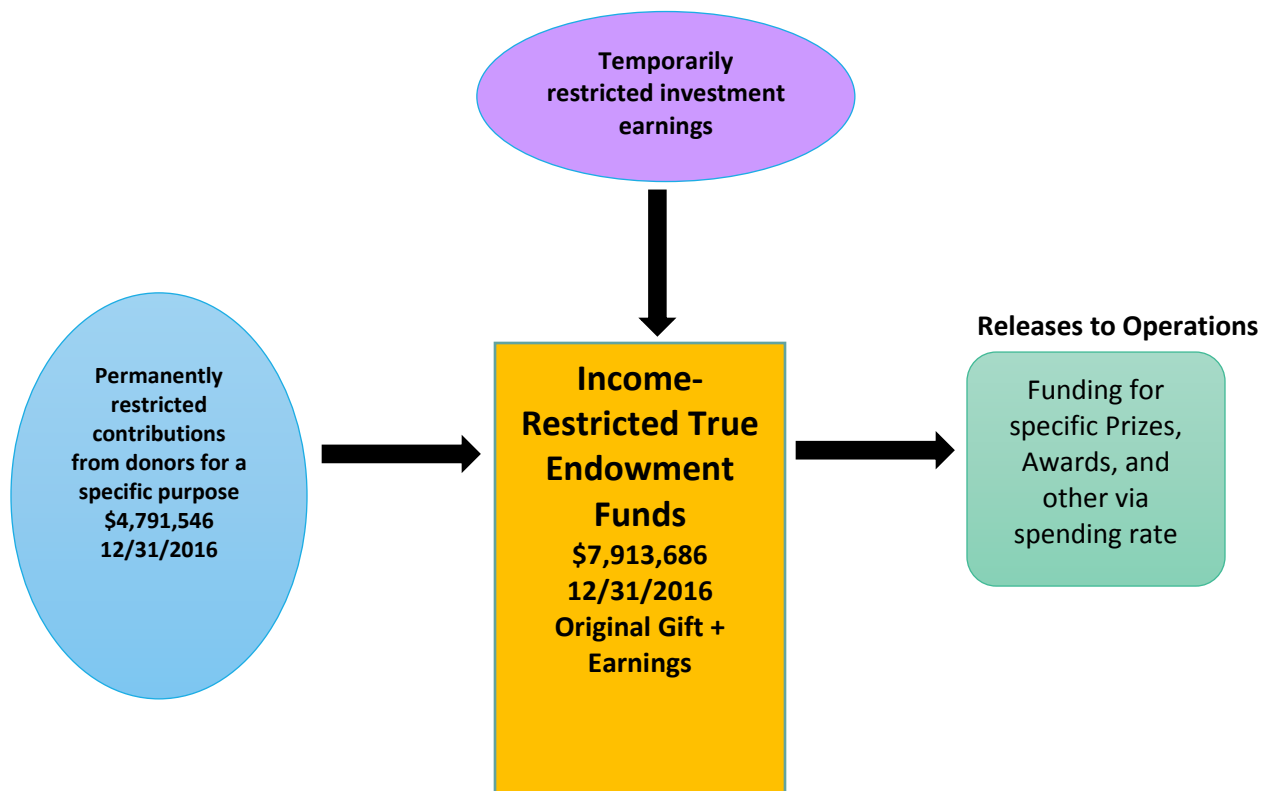 Temporarily
restricted investment
earnings
Permanently
restricted
contributions
from donors for a
specific purpose
$4,791,546
12/31/2016
Income-
Restricted True
Endowment
Funds
$7,913,686
12/31/2016
Original Gift +
Earnings
Releases to Operations
Funding for
specific Prizes,
Awards, and
other via
spending rate